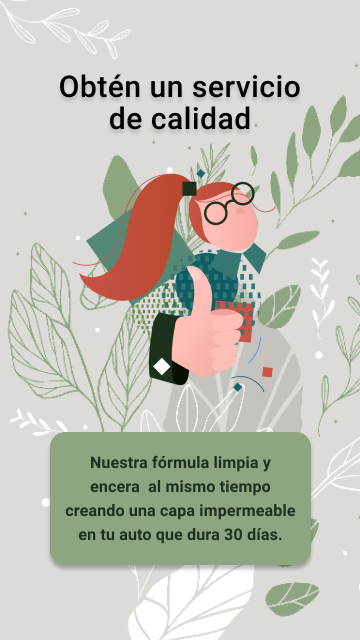 Obtén un servicio
de calidad
Nuestra fórmula limpia y
encera  al mismo tiempo
creando una capa impermeable
en tu auto que dura 30 días.